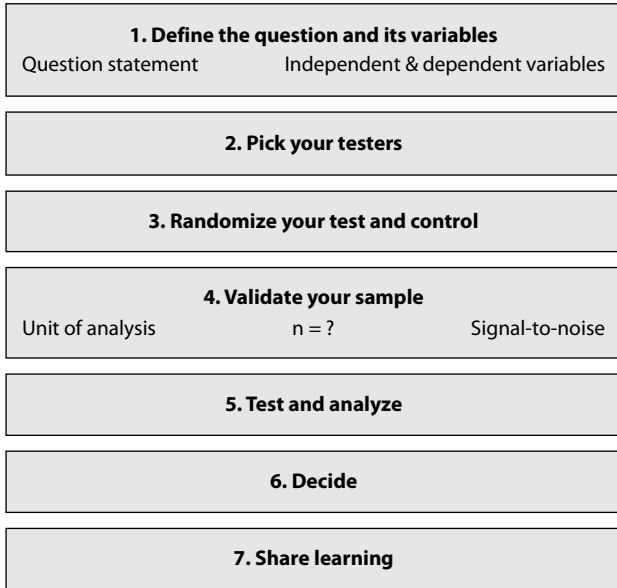 1. Define the question and its variables
Question statement Independent & dependent variables
2. Pick your testers
3. Randomize your test and control
4. Validate your sample
Unit of analysis n = ? Signal-to-noise
5. Test and analyze
6. Decide
7. Share learning